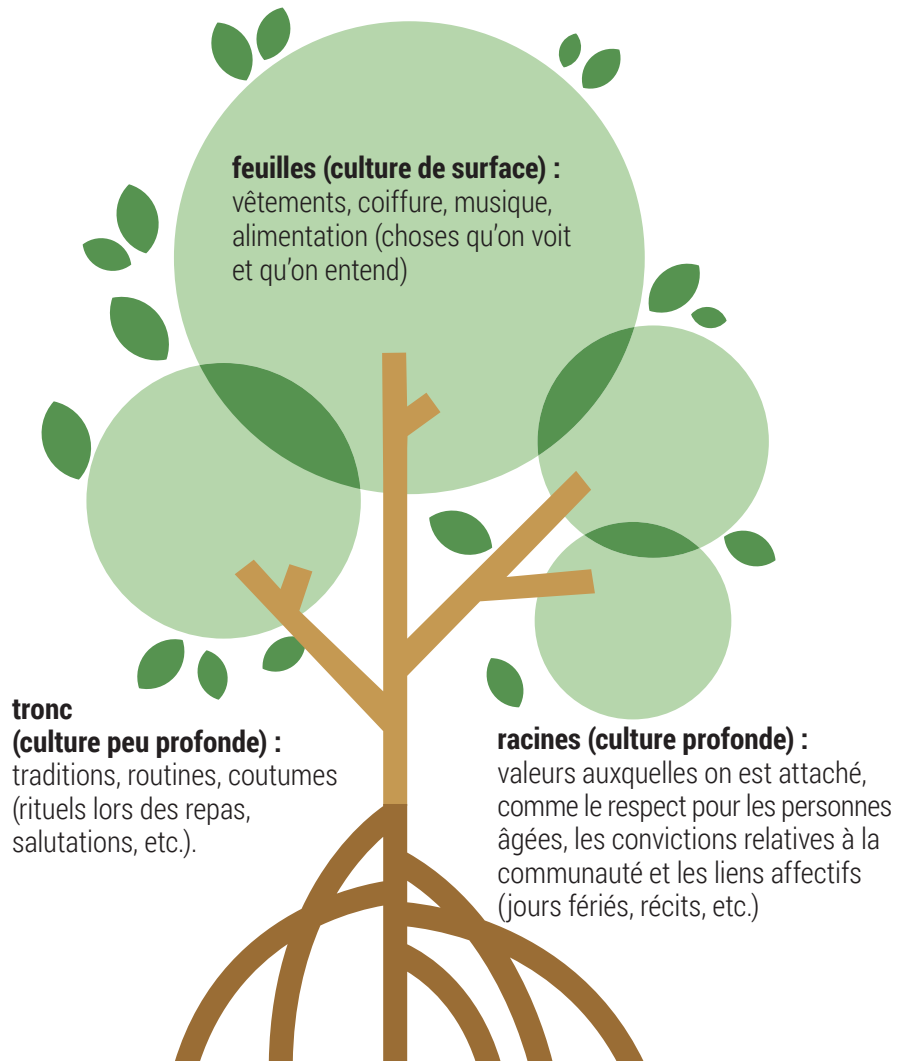 feuilles (culture de surface) :
vêtements, coiffure, musique,
alimentation (choses qu'on voit
et qu'on entend)
tronc
(culture peu profonde) :
traditions, routines, coutumes
(rituels lors des repas,
salutations, etc.).
racines (culture profonde) :
valeurs auxquelles on est attaché,
comme le respect pour les personnes
âgées, les convictions relatives à la
communauté et les liens affectifs
(jours fériés, récits, etc.)